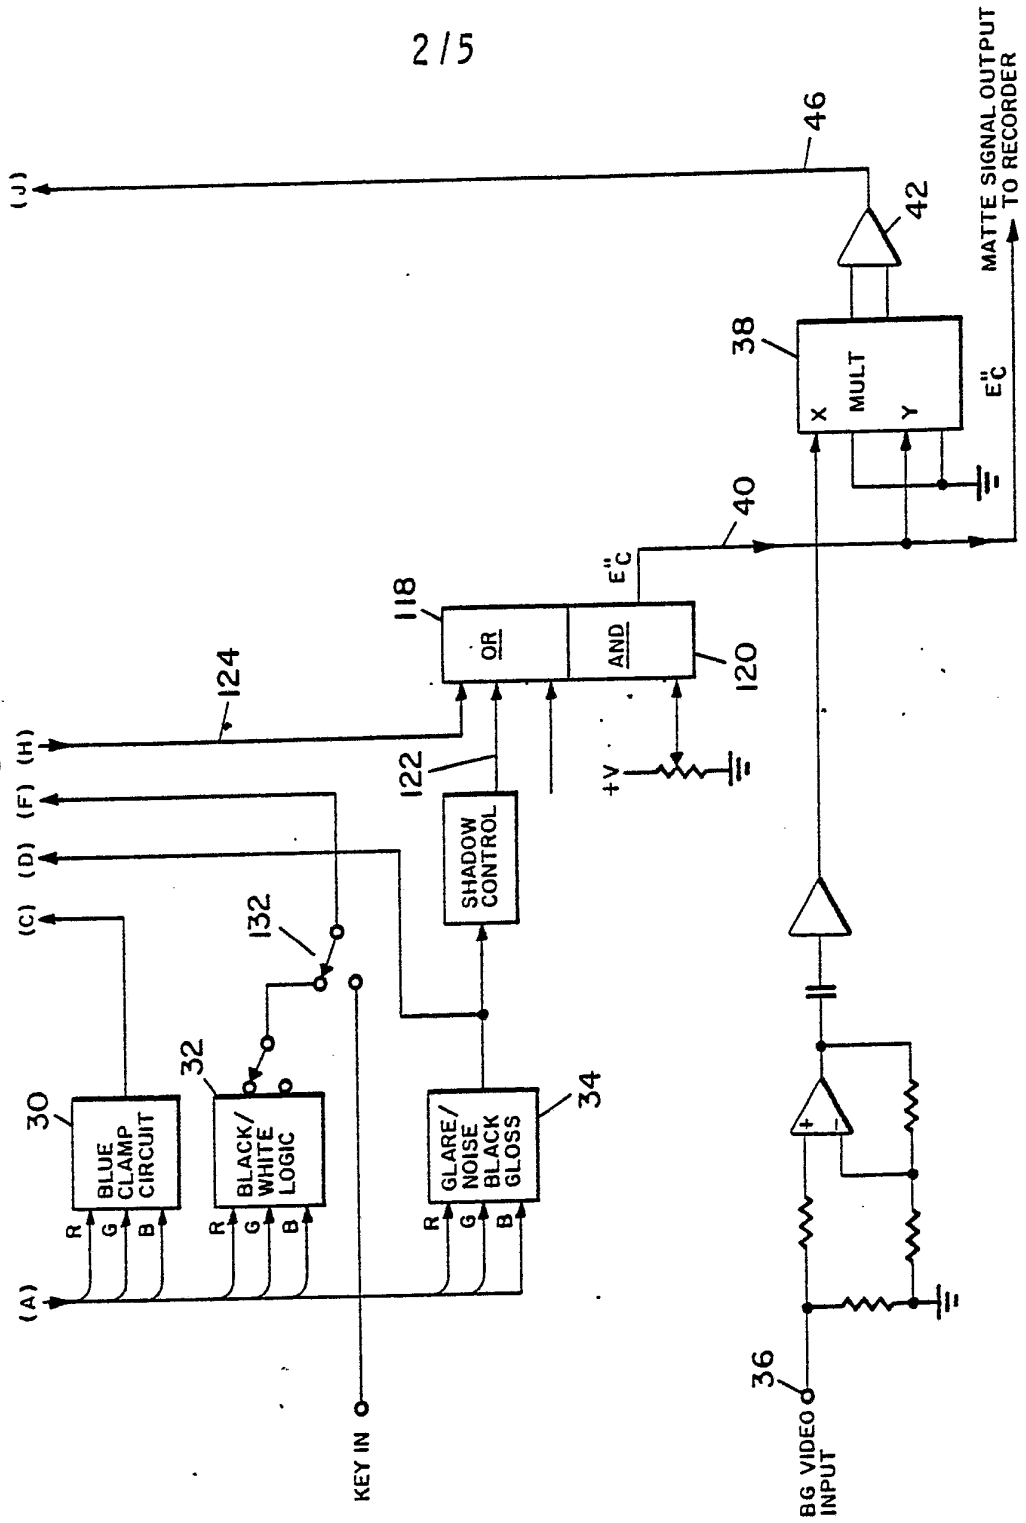 2/5
(A)
(C)
(D)
(F)
(H)
(J)
R
G
B
30
BLUE
CLAMP
CIRCUIT
R
G
B
32
BLACK/
WHITE
LOGIC
132
KEY IN
R
G
B
GLARE/
NOISE
BLACK
GLOSS
34
SHADOW
CONTROL
122
124
118
OR
AND
120
+V
E"C
40
36
BG VIDEO
INPUT
+
−
38
X
MULT
Y
42
46
E"C
MATTE SIGNAL OUTPUT
TO RECORDER